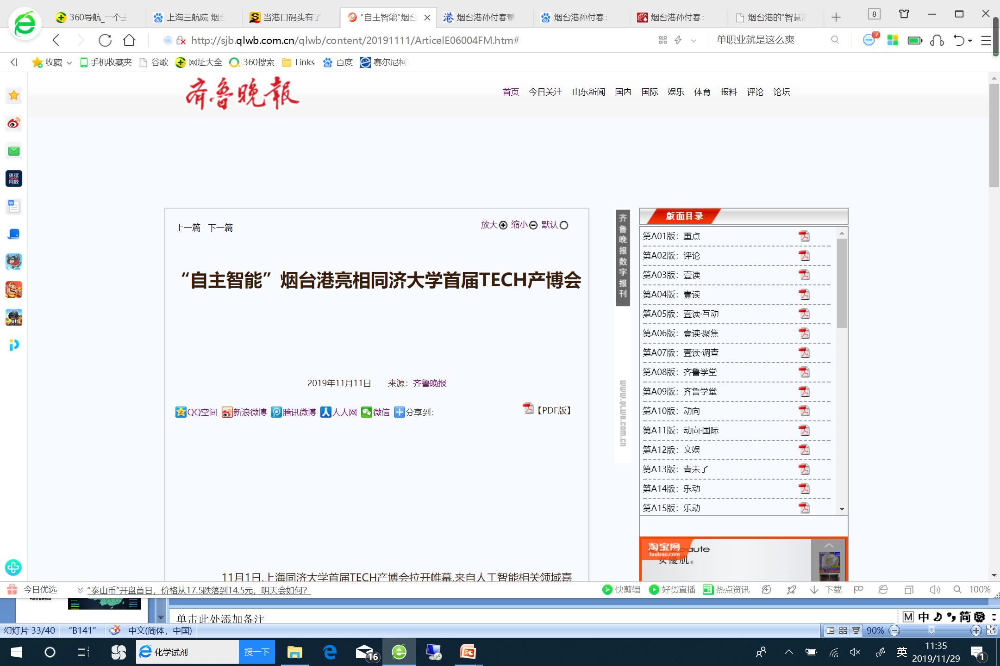 360导航_一个主
上海三航院 烟台
当港口码头有了
“自主智能”烟台
烟台港孙付春董
烟台港孙付春：
烟台港孙付春：
烟台港的“智慧港
8
http://sjb.qlwb.com.cn/qlwb/content/20191111/ArticelE06004FM.htm#
单职业就是这么爽
7
收藏
手机收藏夹
谷歌
网址大全
360搜索
Links
百度
赛尔尼柯
齐鲁晚报
首页 今日关注 山东新闻 国内 国际 娱乐 体育 报料 评论 论坛
环球网校
上一篇 下一篇
放大 缩小 默认
“自主智能”烟台港亮相同济大学首届TECH产博会
2019年11月11日 来源：齐鲁晚报
QQ空间 新浪微博 腾讯微博 人人网 微信 分享到：
【PDF版】
11月1日,上海同济大学首届TECH产博会拉开帷幕,来自人工智能相关领域嘉
齐鲁晚报数字报刊
www.QLWB.com.cn
版面目录
第A01版：重点
第A02版：评论
第A03版：壹读
第A04版：壹读
第A05版：壹读·互动
第A06版：壹读·聚焦
第A07版：壹读·调查
第A08版：齐鲁学堂
第A09版：齐鲁学堂
第A10版：动向
第A11版：动向·国际
第A12版：文娱
第A13版：青未了
第A14版：乐动
第A15版：乐动
淘宝网
Taobao.com
eaute
女優肌®
今日优选
“泰山币”开盘首日，价格从17.5跌落到14.5元，明天会如何？
快剪辑
好货直播
热点资讯
下载
100%
■设备管理模块
单击此处添加备注
M 中 简
幻灯片 33/40
“B141”
中文(简体，中国)
90%
化学试剂
搜一下
16
英
11:35
2019/11/29
1